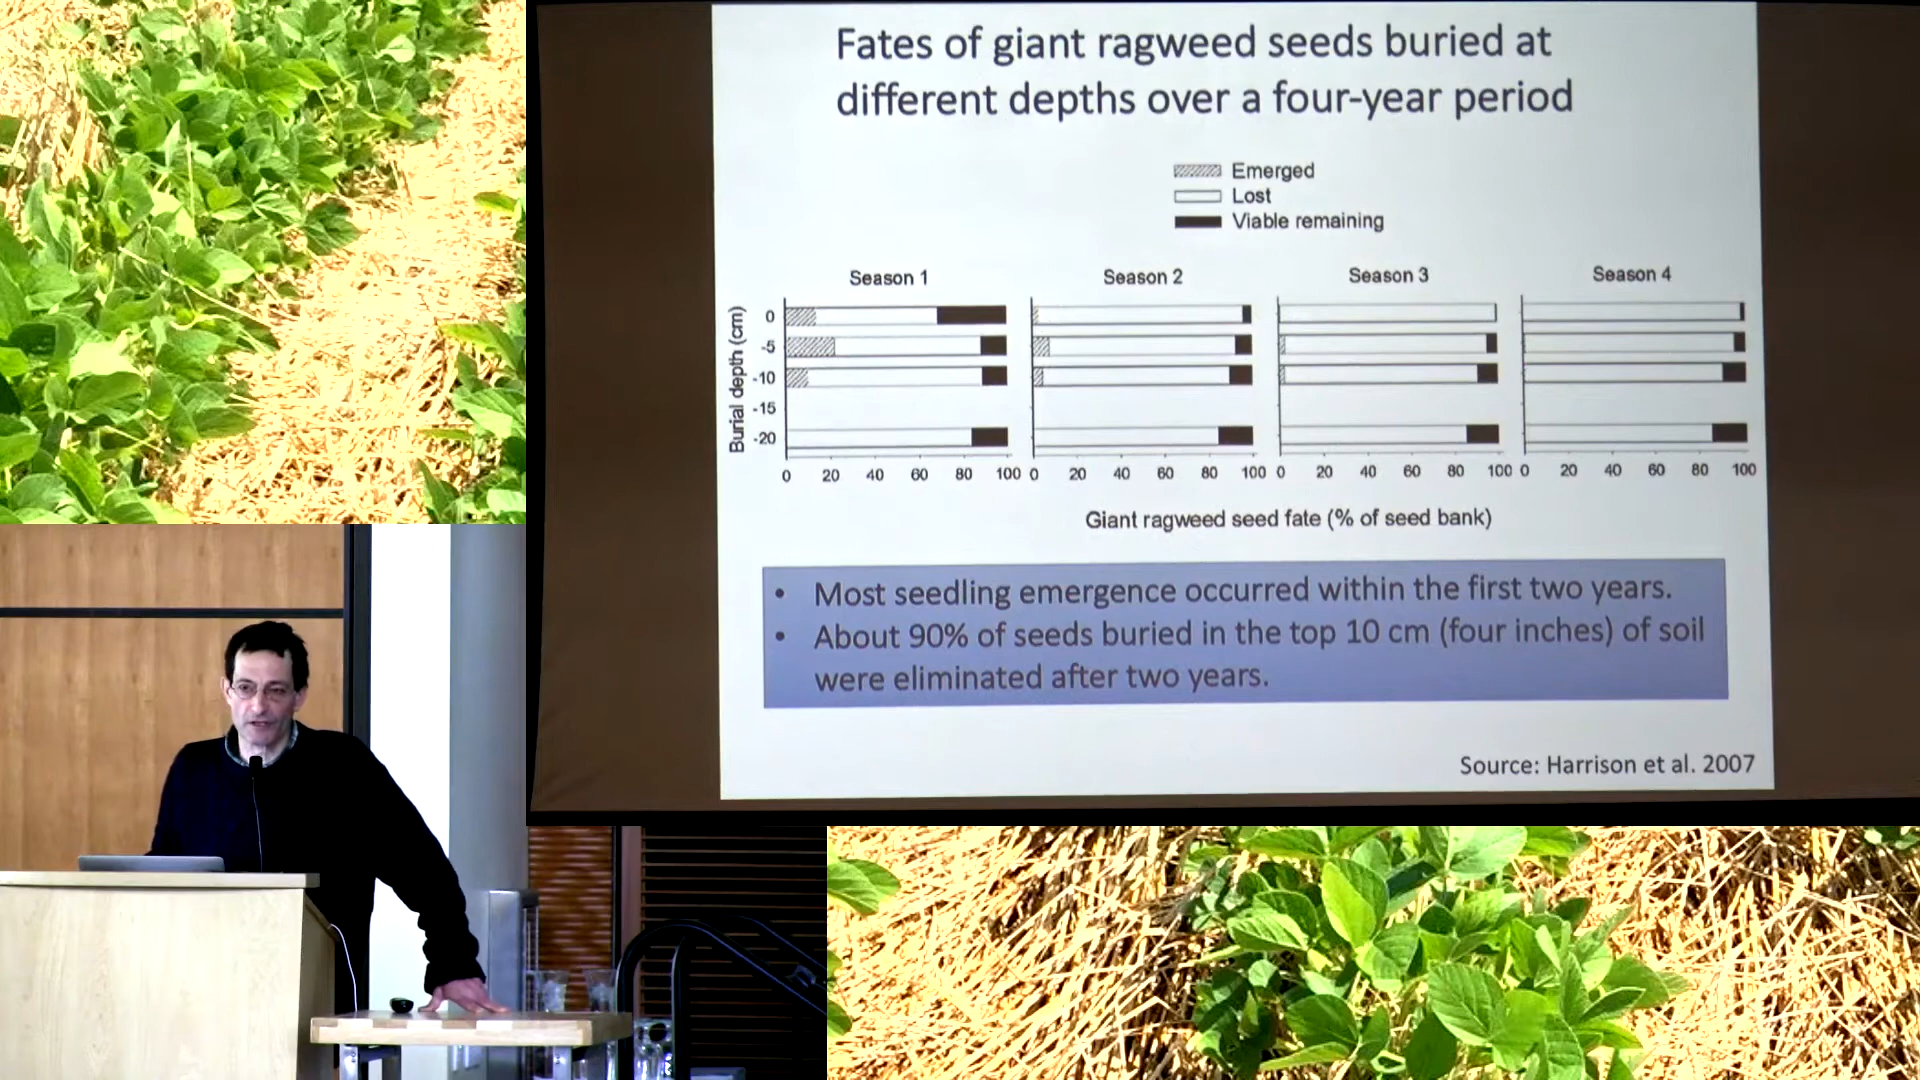 Fates of giant ragweed seeds buried at
different depths over a four-year period
Emerged
Lost
Viable remaining
Season 1
Season 2
Season 3
Season 4
Burial depth (cm)
0
-5
-10
-15
-20
0 20 40 60 80 100 0 20 40 60 80 100 0 20 40 60 80 100 0 20 40 60 80 100
Giant ragweed seed fate (% of seed bank)
• Most seedling emergence occurred within the first two years.
• About 90% of seeds buried in the top 10 cm (four inches) of soil
were eliminated after two years.
Source: Harrison et al. 2007